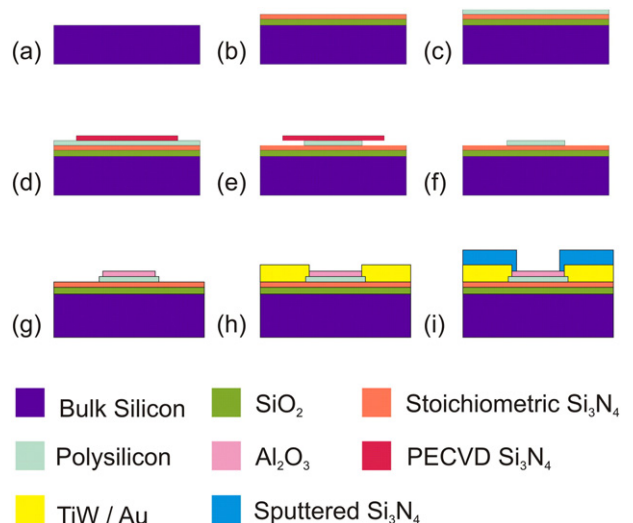 (a) (b) (c)
(d) (e) (f)
(g) (h) (i)
Bulk Silicon SiO₂ Stoichiometric Si₃N₄
Polysilicon Al₂O₃ PECVD Si₃N₄
TiW / Au Sputtered Si₃N₄